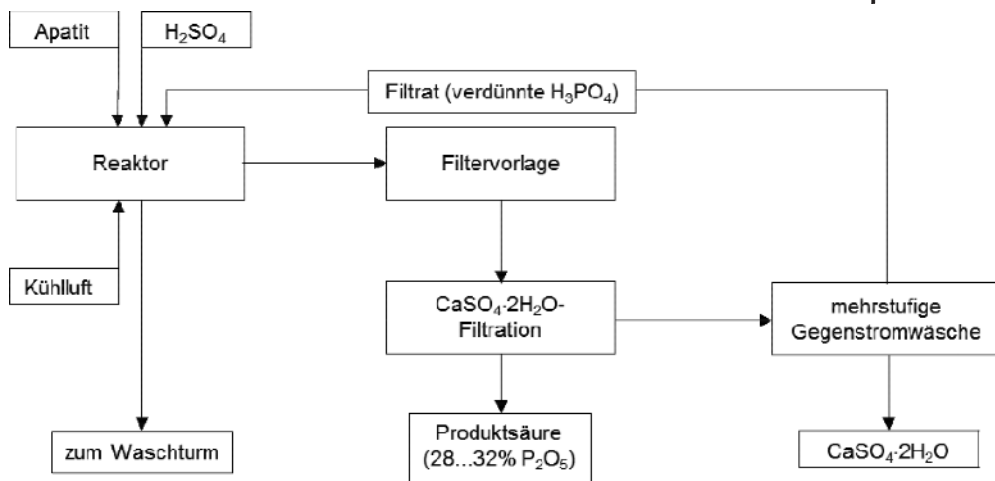 Apatit
H₂SO₄
Filtrat (verdünnte H₃PO₄)
Reaktor
Filtervorlage
Kühlluft
CaSO₄·2H₂O-
Filtration
mehrstufige
Gegenstromwäsche
zum Waschturm
Produktsäure
(28...32% P₂O₅)
CaSO₄·2H₂O